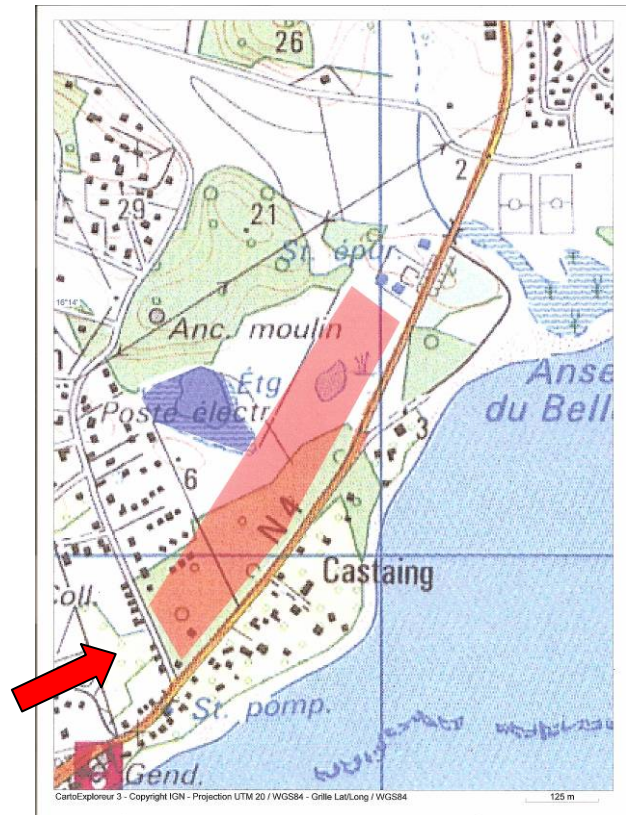 26
2
29
21
St. épur.
16°14'
Anc. moulin
Étg
Anse
du Bell
Poste électr.
3
6
N 4
Castaing
Coll.
St. pomp.
Gend.
CartoExploreur 3 - Copyright IGN - Projection UTM 20 / WGS84 - Grille Lat/Long / WGS84
125 m